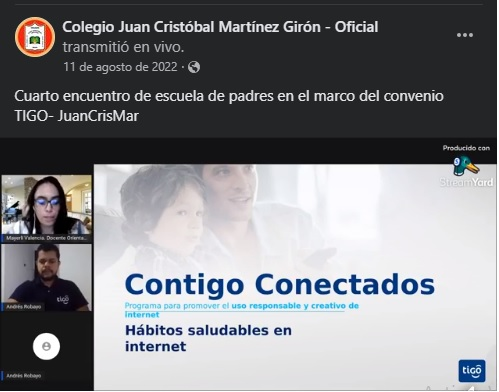 Colegio Juan Cristóbal Martínez Girón - Oficial
transmitió en vivo.
11 de agosto de 2022 ·
Cuarto encuentro de escuela de padres en el marco del convenio
TIGO- JuanCrisMar
Producido con
StreamYard
Mayerli Valencia. Docente Orienta...
tigo
Andrés Robayo
Andrés Robayo
Contigo Conectados
Programa para promover el uso responsable y creativo de
internet
Hábitos saludables en
internet
tigo